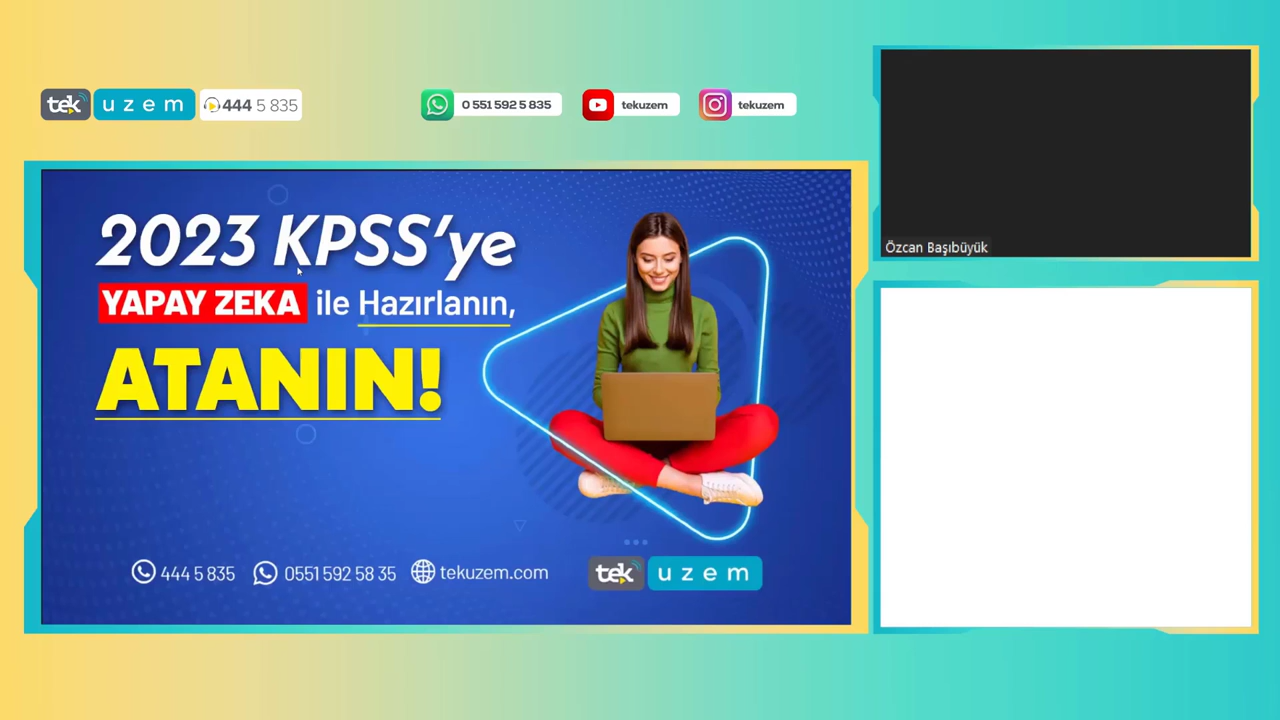 tek uzem 444 5 835
0 551 592 5 835
tekuzem
tekuzem
2023 KPSS'ye
YAPAY ZEKA ile Hazırlanın,
ATANIN!
444 5 835
0551 592 58 35
tekuzem.com
tek uzem
Özcan Başıbüyük